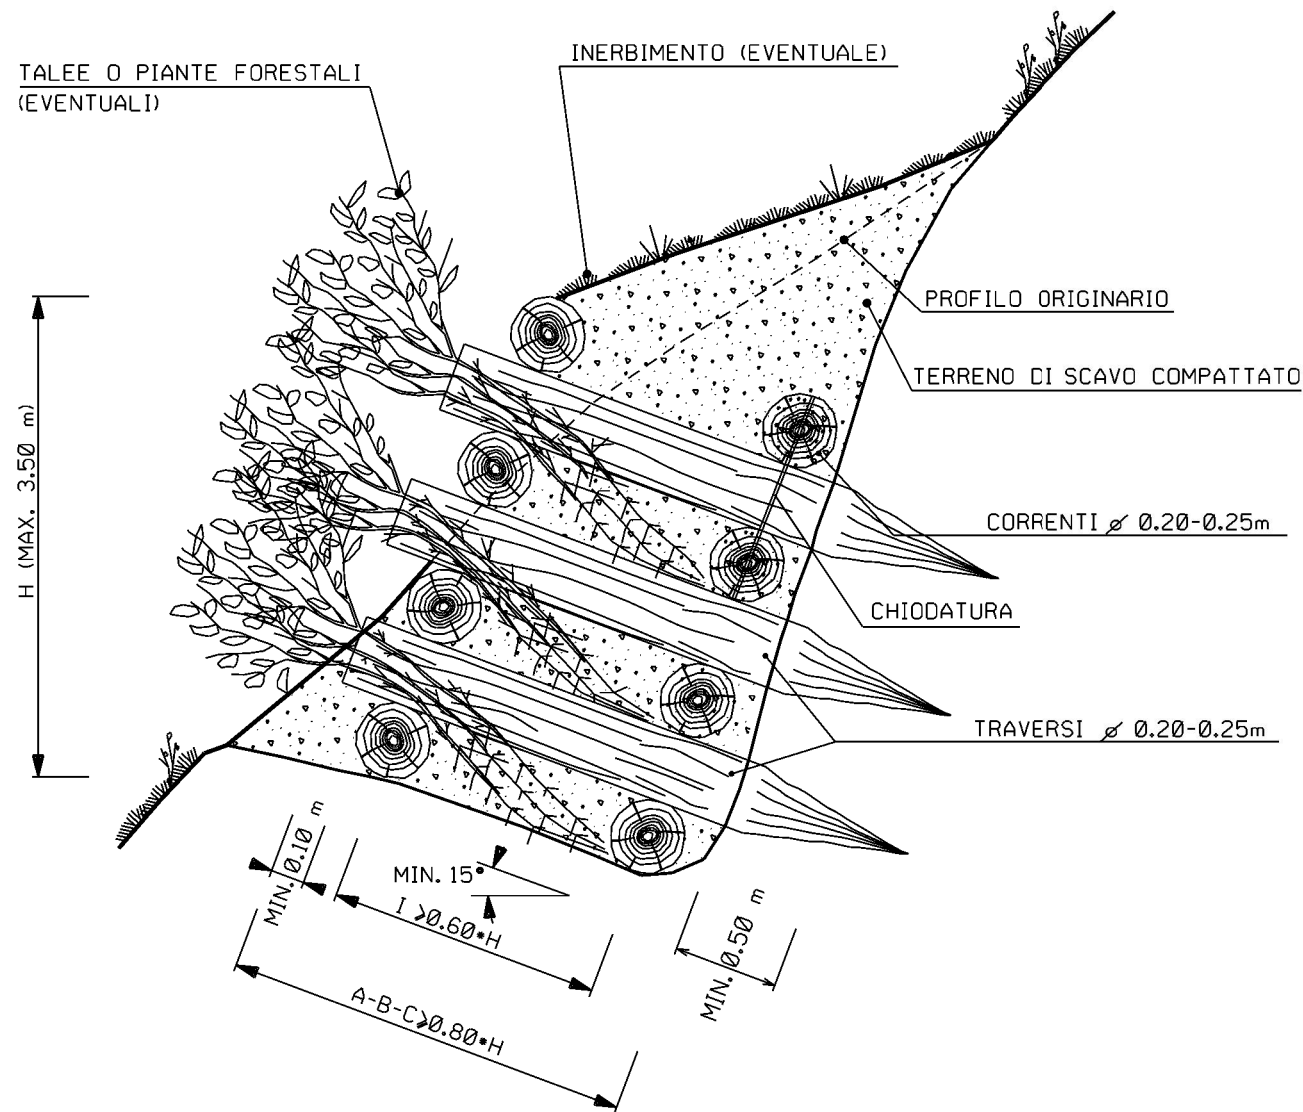 INERBIMENTO (EVENTUALE)
TALEE O PIANTE FORESTALI
(EVENTUALI)
PROFILO ORIGINARIO
TERRENO DI SCAVO COMPATTATO
H (MAX. 3.50 m)
CORRENTI ⌀ 0.20-0.25m
CHIODATURA
TRAVERSI ⌀ 0.20-0.25m
MIN. 0.10 m
MIN. 15°
I ≥0.60*H
MIN. 0.50 m
A-B-C≥0.80*H